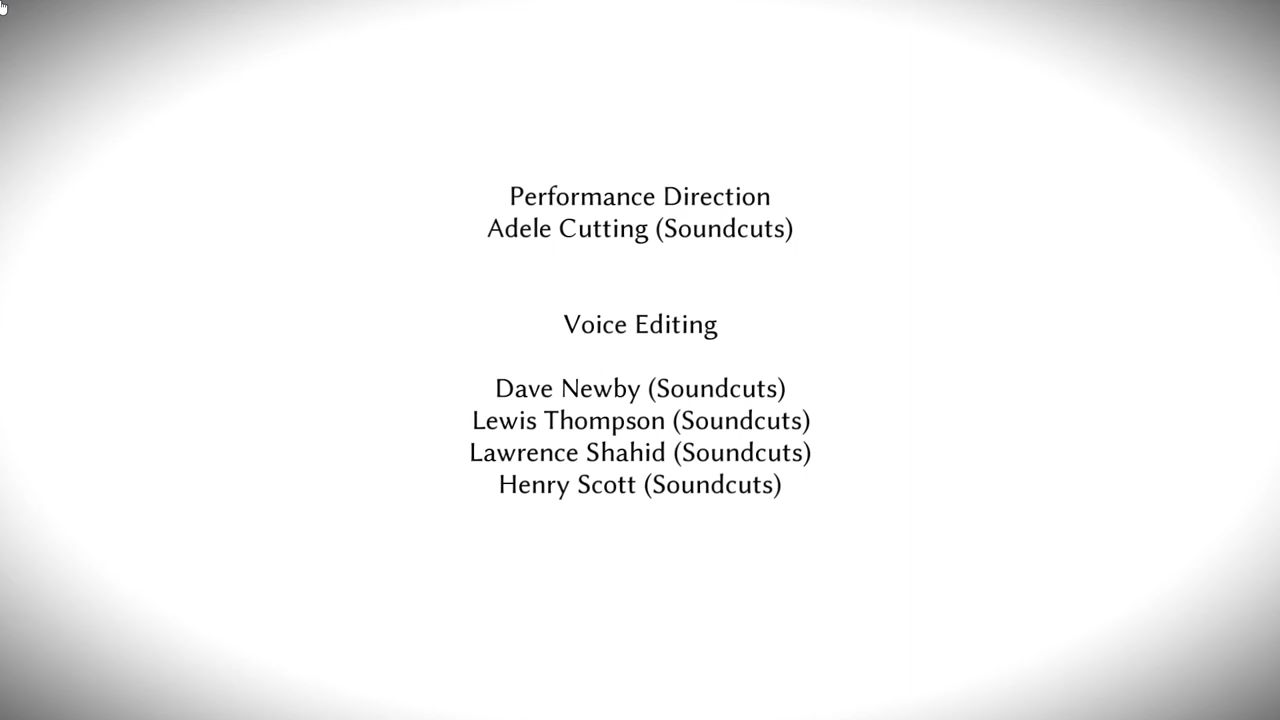 Performance Direction
Adele Cutting (Soundcuts)
Voice Editing
Dave Newby (Soundcuts)
Lewis Thompson (Soundcuts)
Lawrence Shahid (Soundcuts)
Henry Scott (Soundcuts)